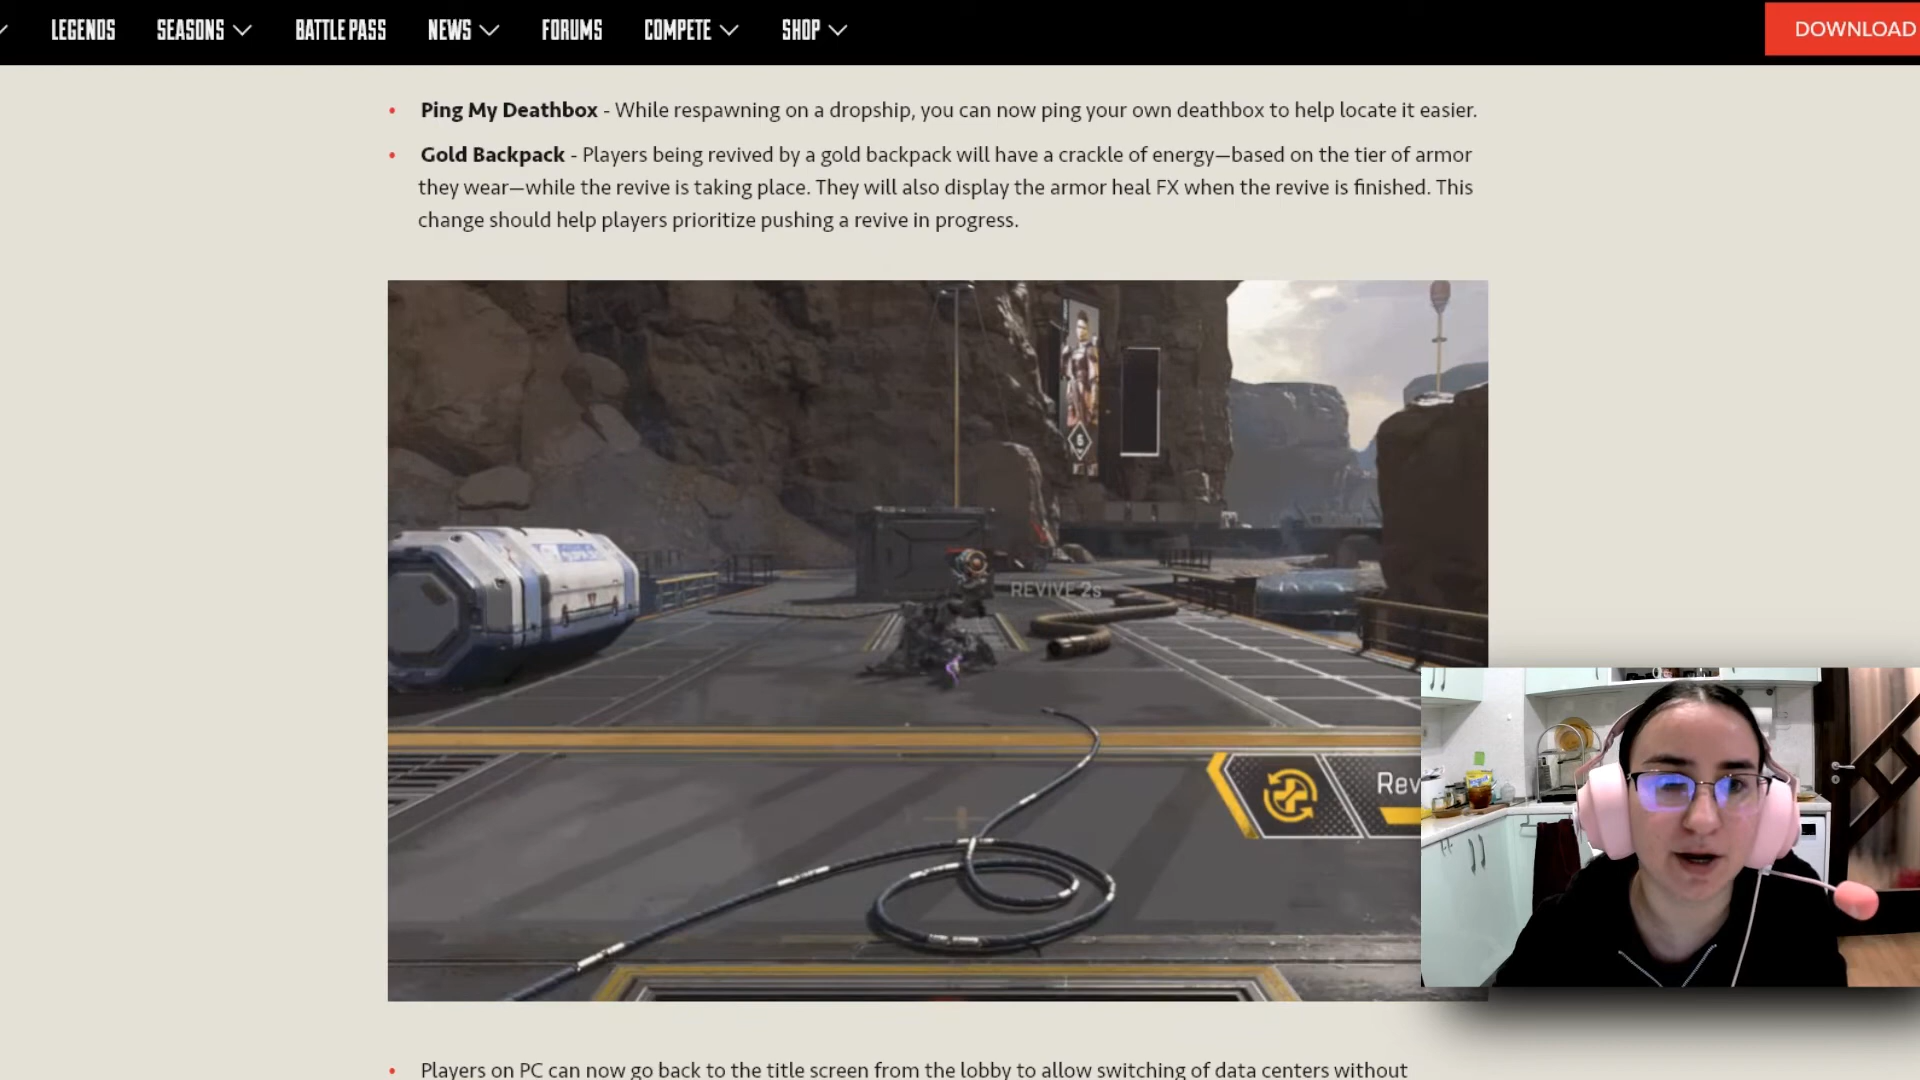 LEGENDS SEASONS BATTLE PASS NEWS FORUMS COMPETE SHOP DOWNLOAD
Ping My Deathbox - While respawning on a dropship, you can now ping your own deathbox to help locate it easier.
Gold Backpack - Players being revived by a gold backpack will have a crackle of energy—based on the tier of armor
they wear—while the revive is taking place. They will also display the armor heal FX when the revive is finished. This
change should help players prioritize pushing a revive in progress.
6
REVIVE 2s
Rev
Players on PC can now go back to the title screen from the lobby to allow switching of data centers without